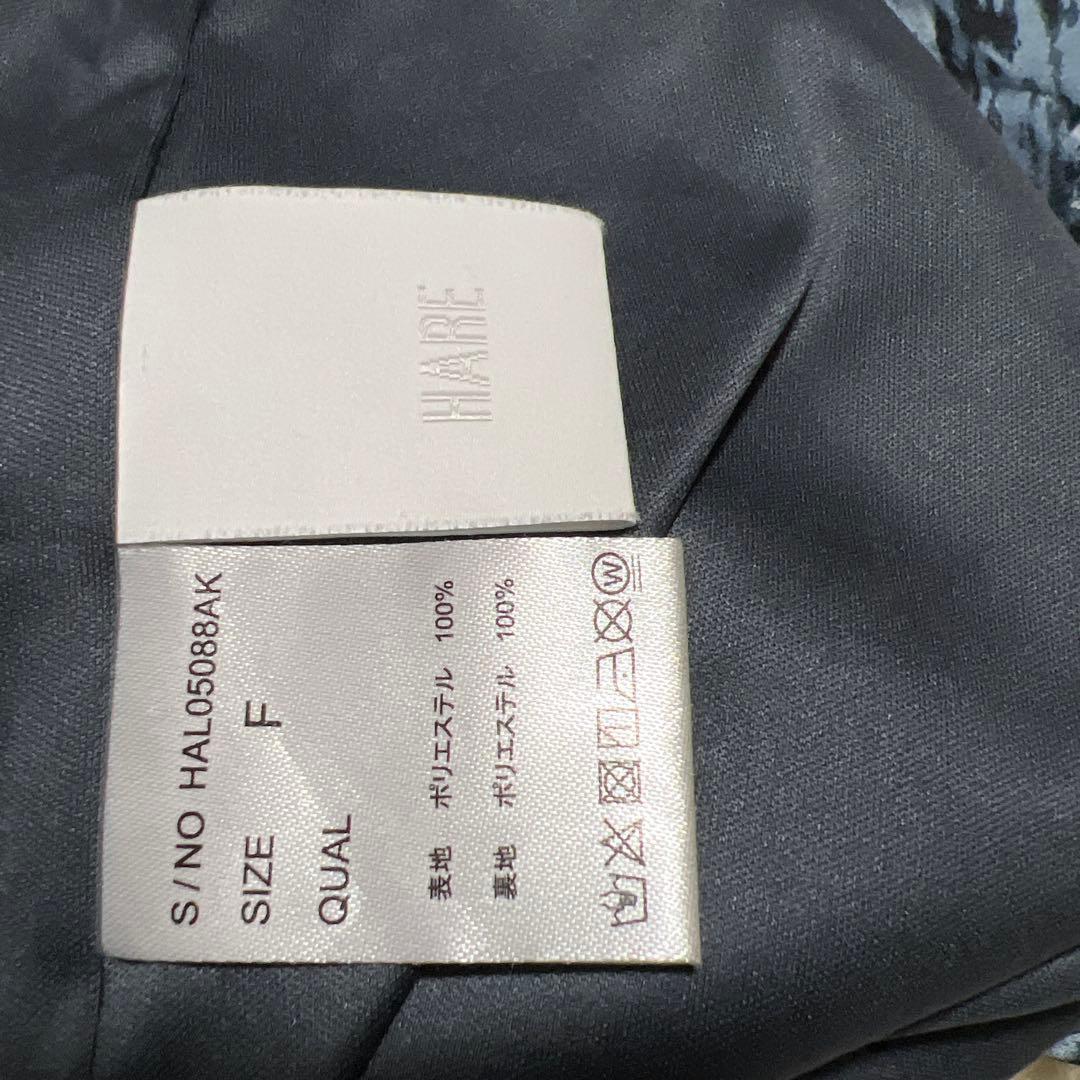 HARE
S/NO HAL05088AK
SIZE F
QUAL
表地 ポリエステル 100%
裏地 ポリエステル 100%
W